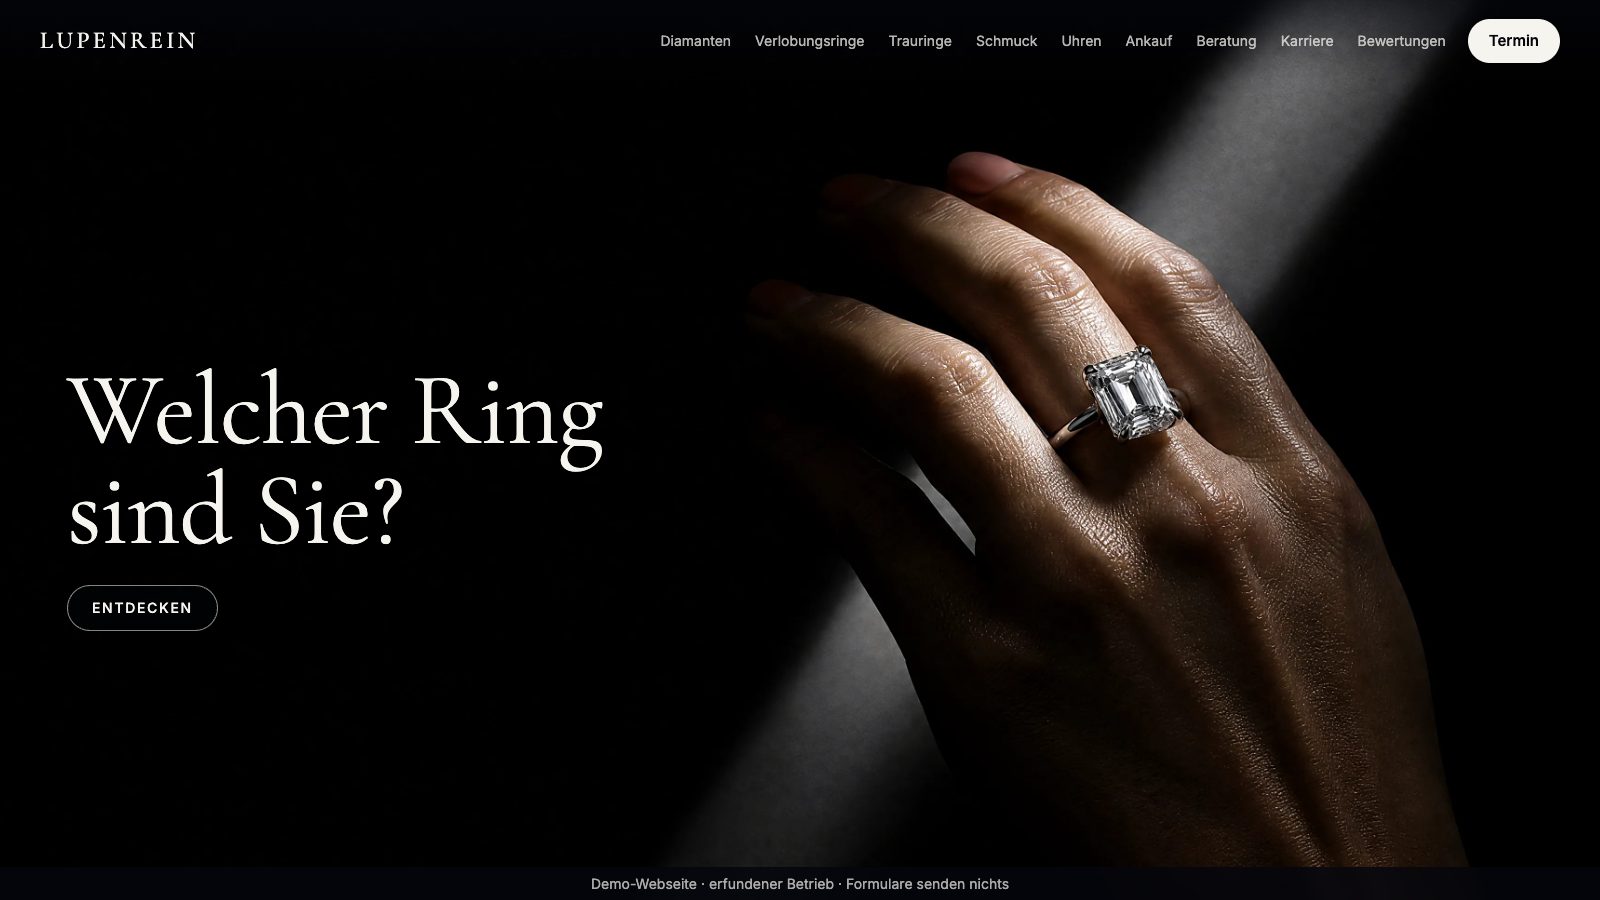 LUPENREIN
Diamanten Verlobungsringe Trauringe Schmuck Uhren Ankauf Beratung Karriere Bewertungen Termin
Welcher Ring
sind Sie?
ENTDECKEN
Demo-Webseite · erfundener Betrieb · Formulare senden nichts